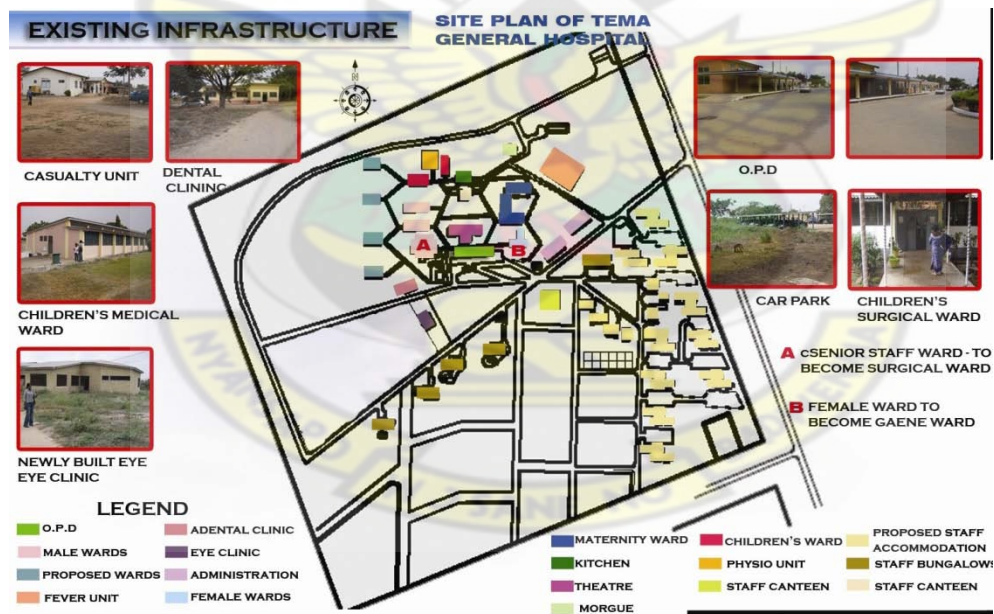 EXISTING INFRASTRUCTURE
SITE PLAN OF TEMA
GENERAL HOSPITAL
N
CASUALTY UNIT
DENTAL
CLINING
O.P.D
CHILDREN'S MEDICAL
WARD
CAR PARK
CHILDREN'S
SURGICAL WARD
A
B
A cSENIOR STAFF WARD - TO
BECOME SURGICAL WARD
B FEMALE WARD TO
BECOME GAENE WARD
NEWLY BUILT EYE
EYE CLINIC
LEGEND
O.P.D
MALE WARDS
PROPOSED WARDS
FEVER UNIT
ADENTAL CLINIC
EYE CLINIC
ADMINISTRATION
FEMALE WARDS
MATERNITY WARD
KITCHEN
THEATRE
MORGUE
CHILDREN'S WARD
PHYSIO UNIT
STAFF CANTEEN
PROPOSED STAFF
ACCOMMODATION
STAFF BUNGALOWS
STAFF CANTEEN